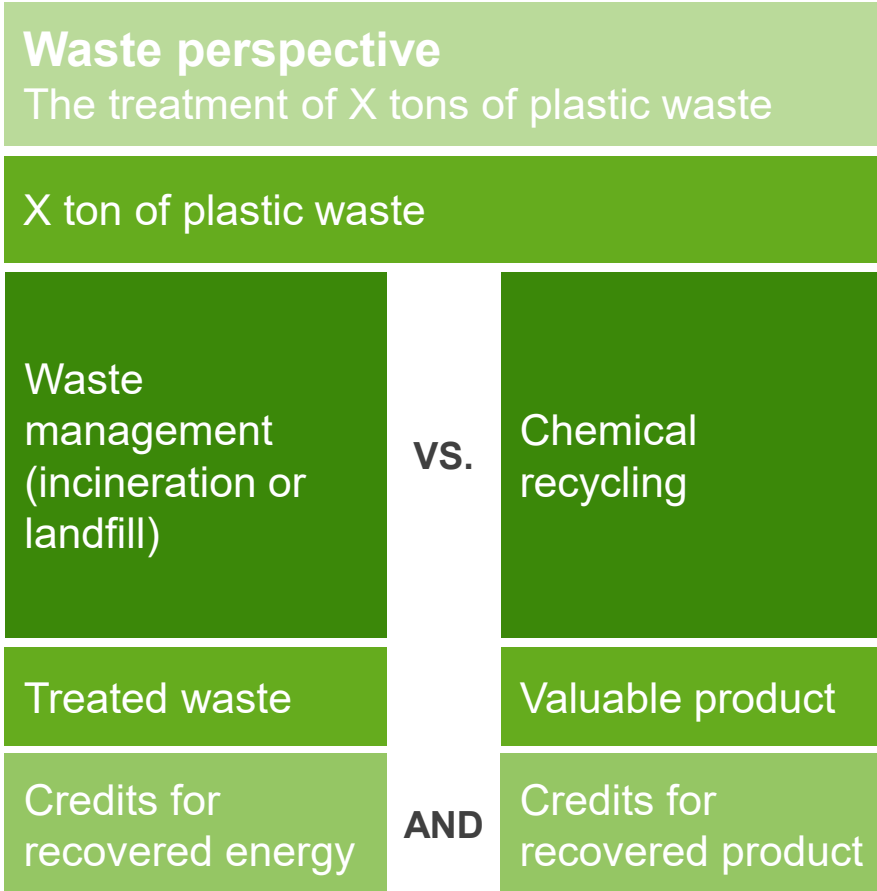 Waste perspective
The treatment of X tons of plastic waste
X ton of plastic waste
Waste
management
(incineration or
landfill)
VS.
Chemical
recycling
Treated waste
Valuable product
Credits for
recovered energy
AND
Credits for
recovered product